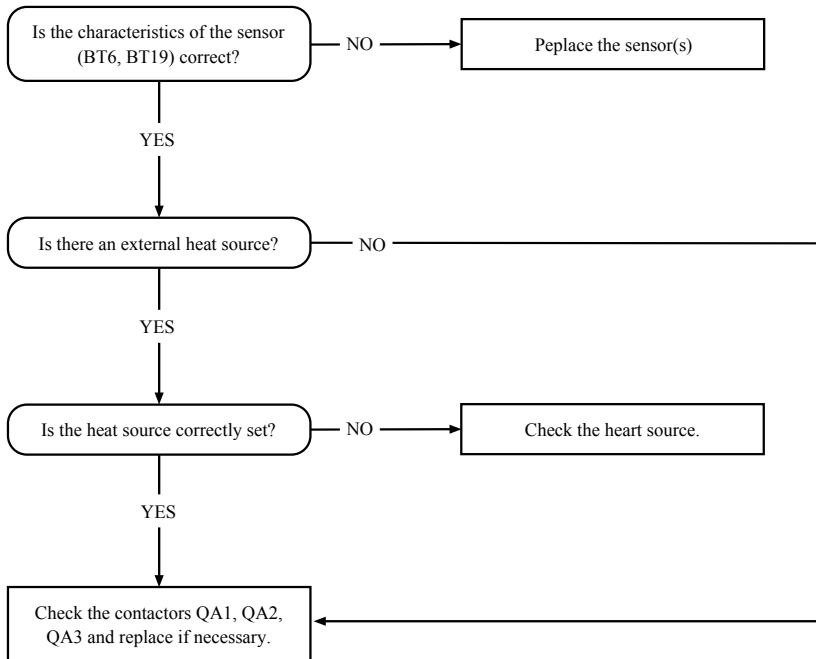 Is the characteristics of the sensor
(BT6, BT19) correct?
NO
Peplace the sensor(s)
YES
Is there an external heat source?
NO
YES
Is the heat source correctly set?
NO
Check the heart source.
YES
Check the contactors QA1, QA2,
QA3 and replace if necessary.